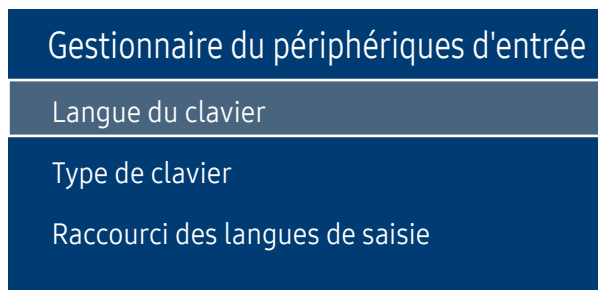 Gestionnaire du périphériques d'entrée
Langue du clavier
Type de clavier
Raccourci des langues de saisie